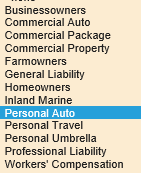 Businessowners
Commercial Auto
Commercial Package
Commercial Property
Farmowners
General Liability
Homeowners
Inland Marine
Personal Auto
Personal Travel
Personal Umbrella
Professional Liability
Workers' Compensation